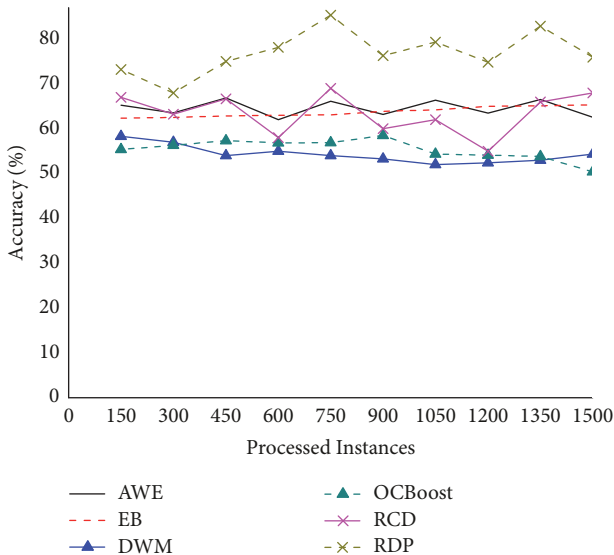 80
70
60
50
40
30
20
10
0
Accuracy (%)
0 150 300 450 600 750 900 1050 1200 1350 1500
Processed Instances
AWE
EB
DWM
OCBoost
RCD
RDP